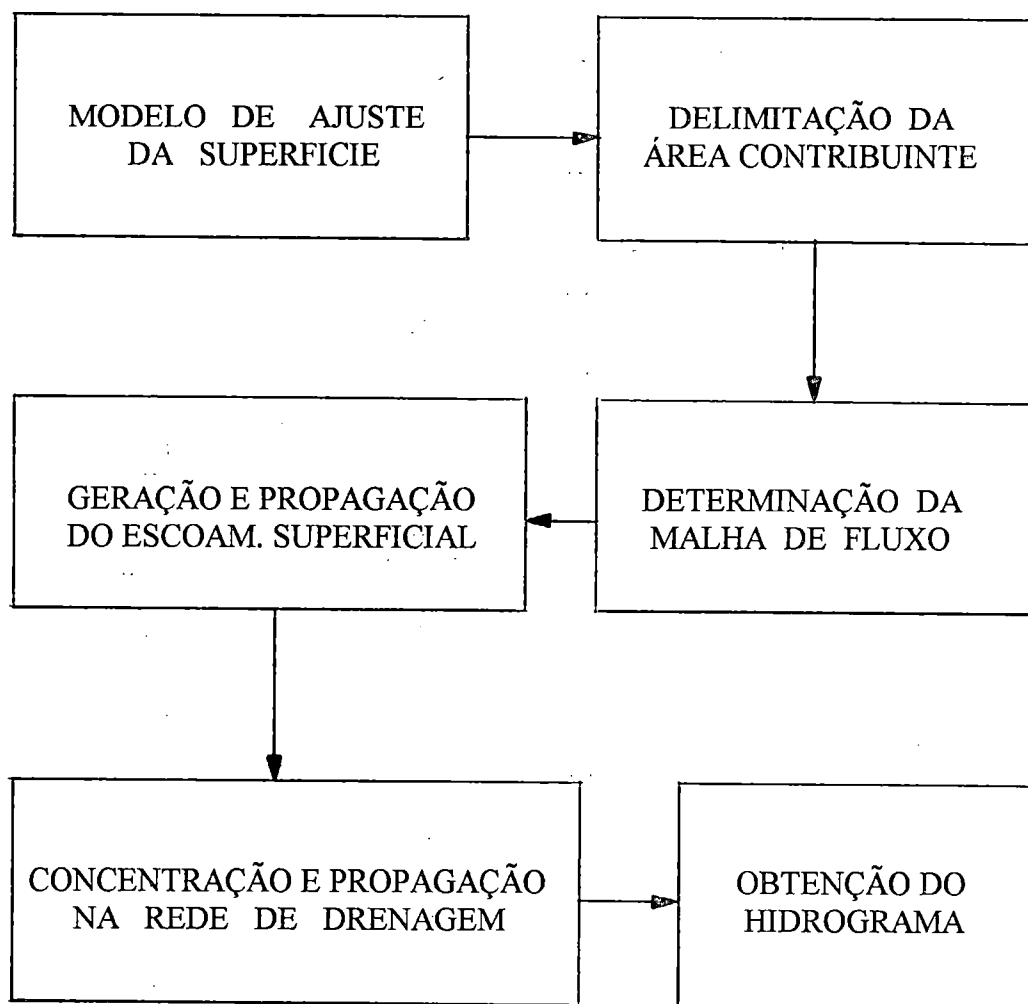 MODELO DE AJUSTE
DA SUPERFICIE
DELIMITAÇÃO DA
ÁREA CONTRIBUINTE
DETERMINAÇÃO DA
MALHA DE FLUXO
GERAÇÃO E PROPAGAÇÃO
DO ESCOAM. SUPERFICIAL
CONCENTRAÇÃO E PROPAGAÇÃO
NA REDE DE DRENAGEM
OBTENÇÃO DO
HIDROGRAMA